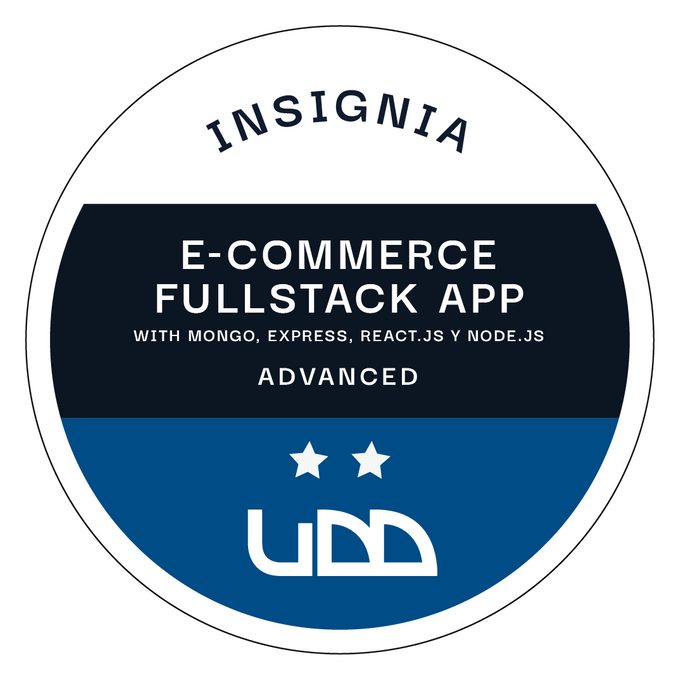 INSIGNIA
E-COMMERCE
FULLSTACK APP
WITH MONGO, EXPRESS, REACT.JS Y NODE.JS
ADVANCED
UDD